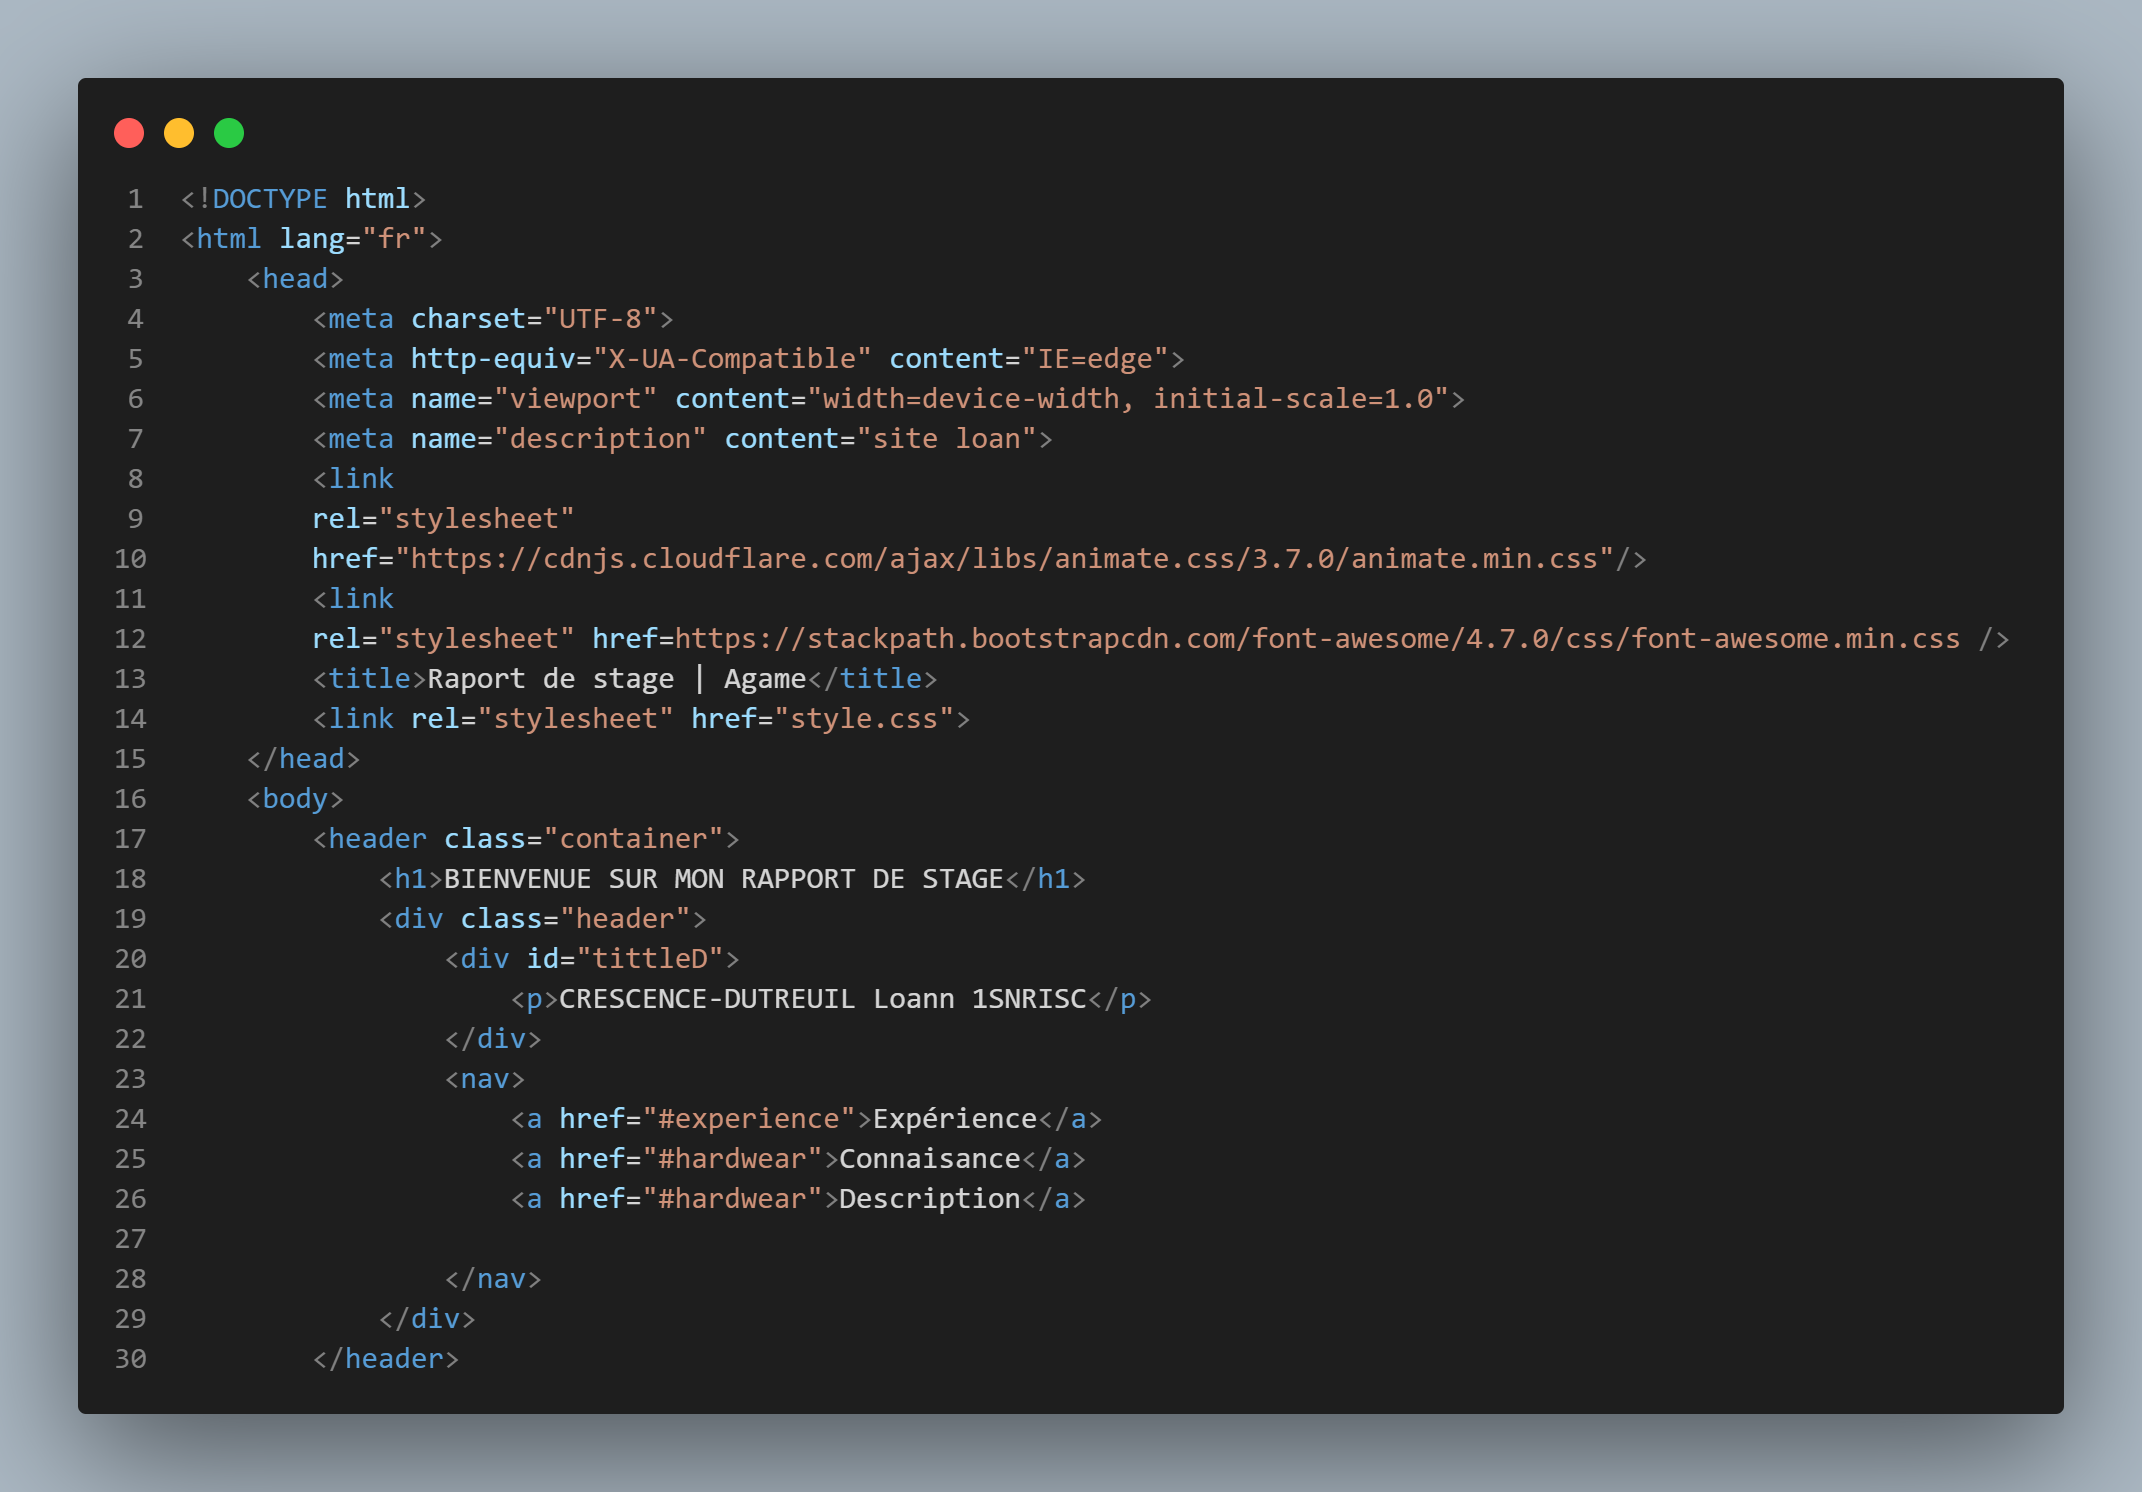 1 <!DOCTYPE html>
2 <html lang="fr">
3     <head>
4         <meta charset="UTF-8">
5         <meta http-equiv="X-UA-Compatible" content="IE=edge">
6         <meta name="viewport" content="width=device-width, initial-scale=1.0">
7         <meta name="description" content="site loan">
8         <link
9         rel="stylesheet"
10         href="https://cdnjs.cloudflare.com/ajax/libs/animate.css/3.7.0/animate.min.css"/>
11         <link
12         rel="stylesheet" href=https://stackpath.bootstrapcdn.com/font-awesome/4.7.0/css/font-awesome.min.css />
13         <title>Raport de stage | Agame</title>
14         <link rel="stylesheet" href="style.css">
15     </head>
16     <body>
17         <header class="container">
18             <h1>BIENVENUE SUR MON RAPPORT DE STAGE</h1>
19             <div class="header">
20                 <div id="tittleD">
21                     <p>CRESCENCE-DUTREUIL Loann 1SNRISC</p>
22                 </div>
23                 <nav>
24                     <a href="#experience">Expérience</a>
25                     <a href="#hardwear">Connaisance</a>
26                     <a href="#hardwear">Description</a>
27
28                 </nav>
29             </div>
30         </header>